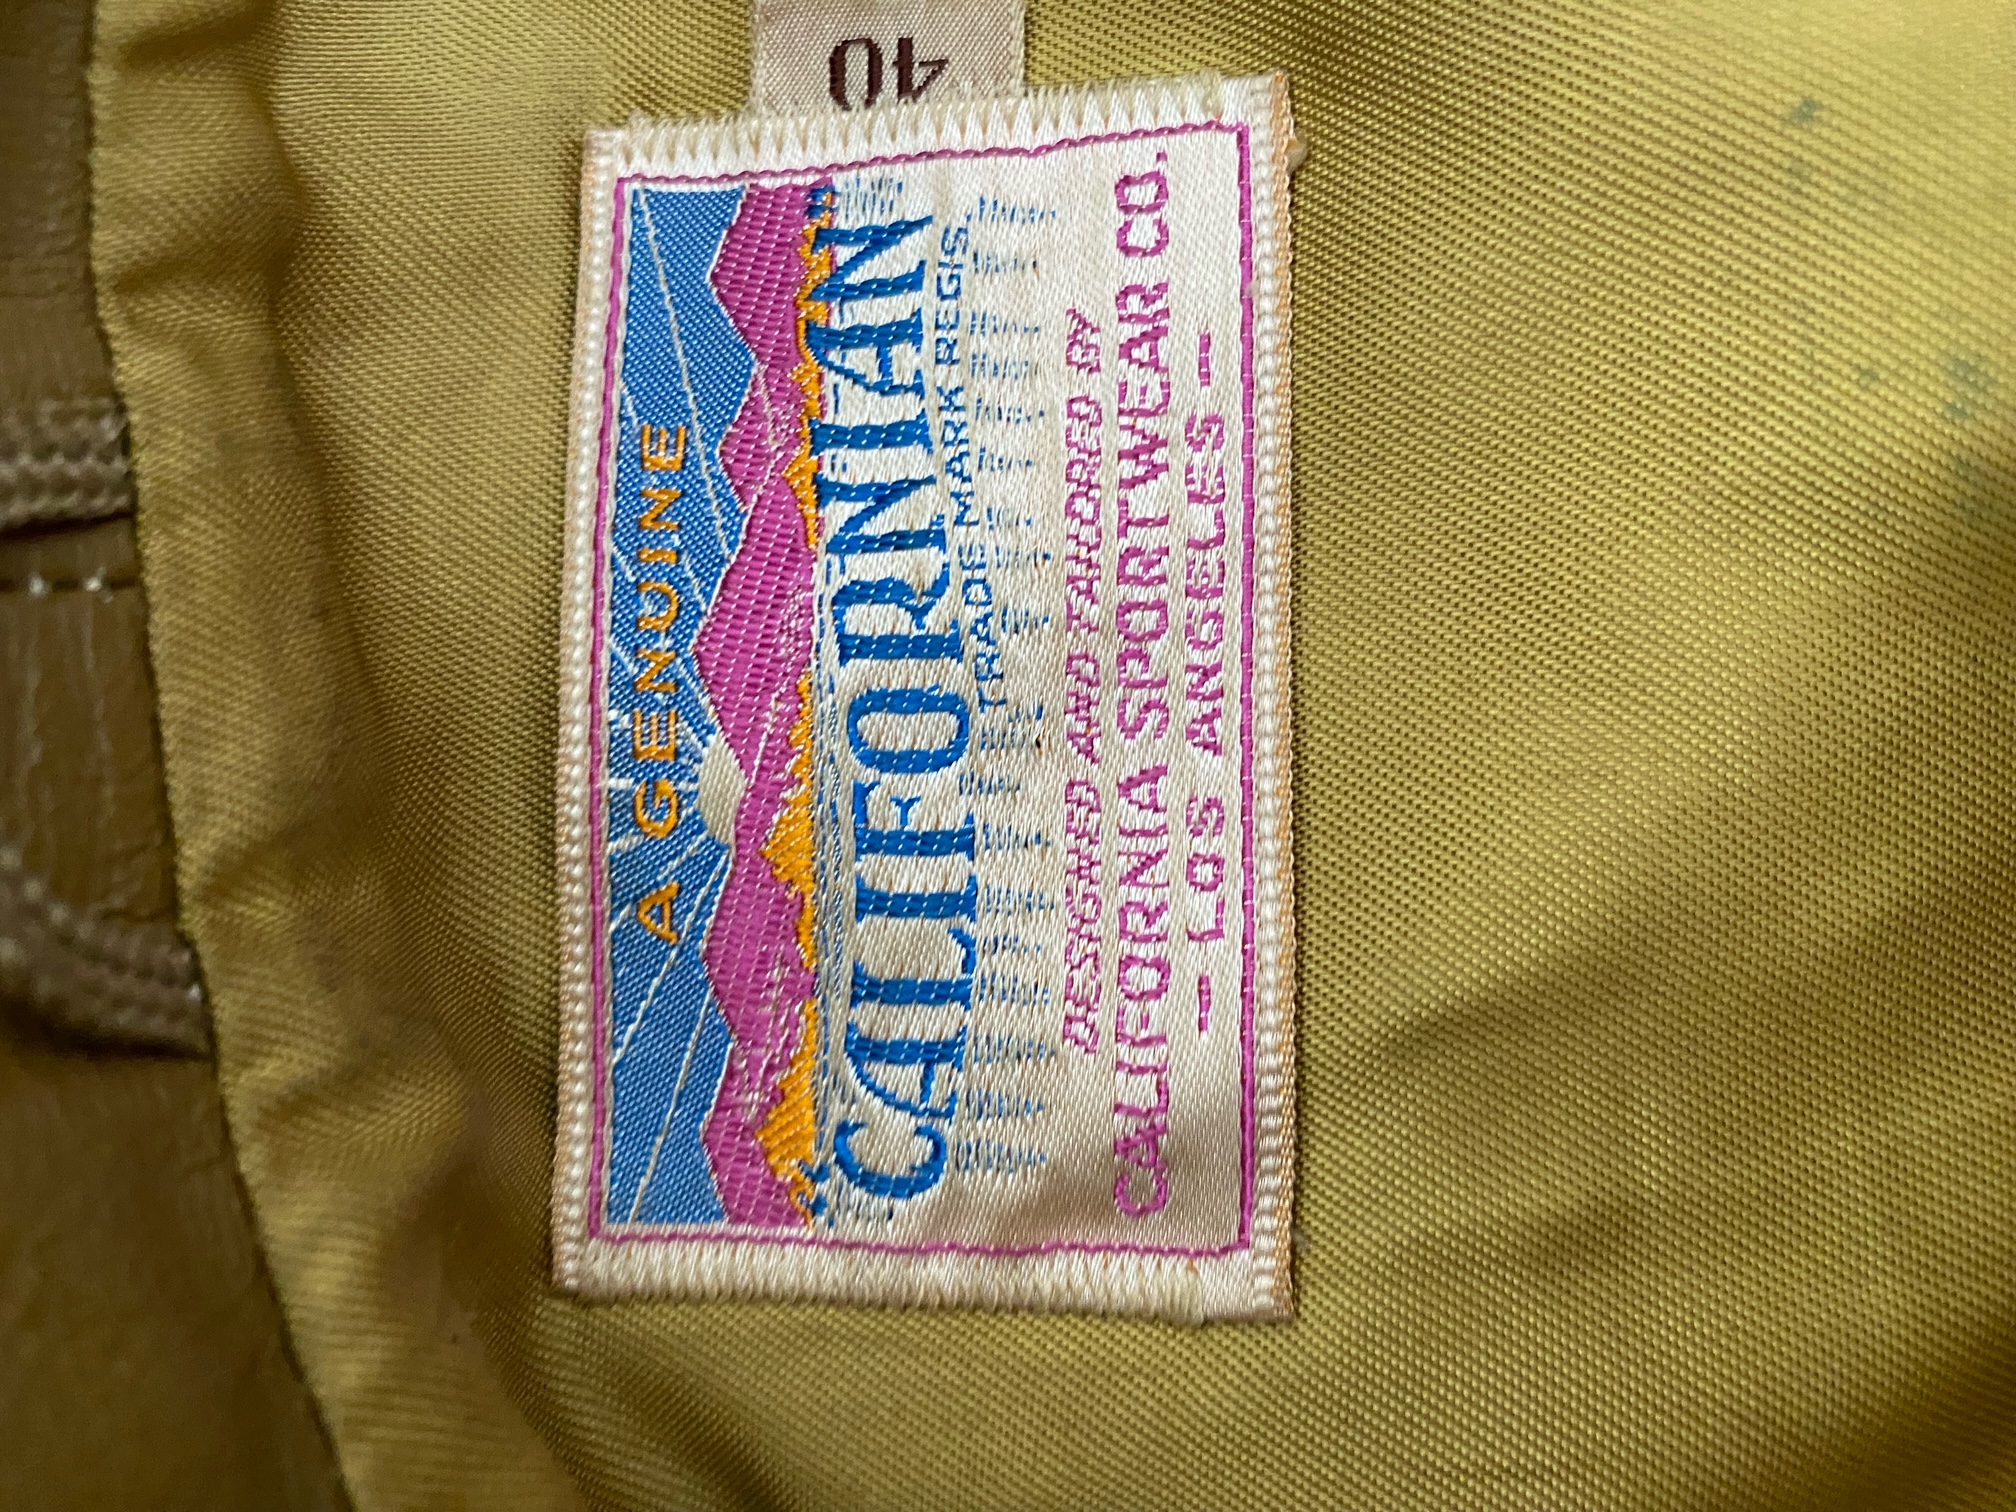 40
A GENUINE
CALIFORNIAN
TRADE MARK REGIS.
DESIGNED AND TAILORED BY
CALIFORNIA SPORTWEAR CO.
- LOS ANGELES -